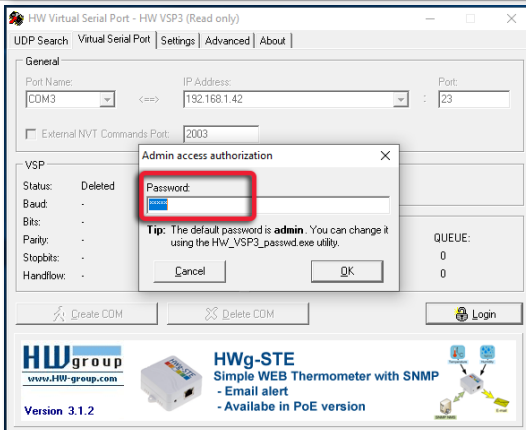 HW Virtual Serial Port - HW VSP3 (Read only)
UDP Search Virtual Serial Port Settings Advanced About
General
Port Name: IP Address: Port:
COM3 <==> 192.168.1.42 : 23
External NVT Commands Port: 2003
Admin access authorization
VSP
Status: Deleted
Password:
xxxxx
Baud: -
Bits: -
Tip: The default password is admin. You can change it
using the HW_VSP3_passwd.exe utility.
Parity: -
QUEUE:
Stopbits: -
0
Handflow: -
0
Cancel OK
Create COM Delete COM Login
HW group
www.HW-group.com
Version 3.1.2
HWg-STE
Simple WEB Thermometer with SNMP
- Email alert
- Availabe in PoE version